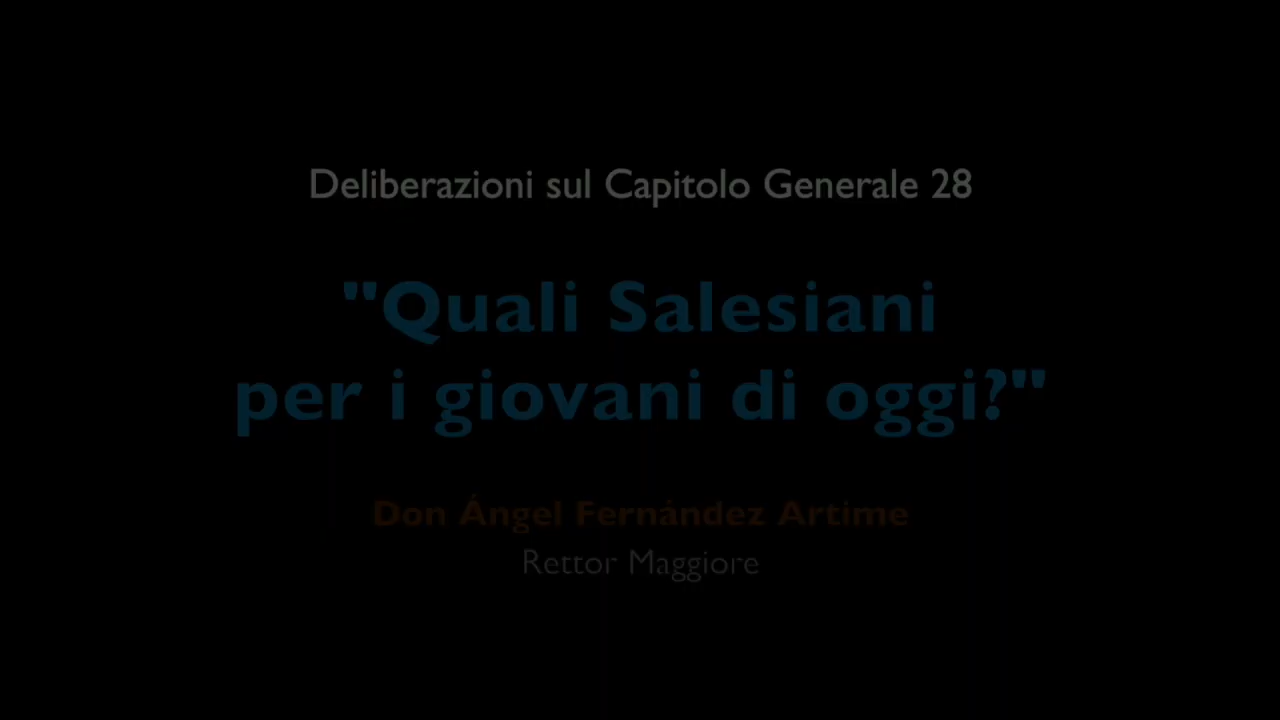 Deliberazioni sul Capitolo Generale 28
"Quali Salesiani
per i giovani di oggi?"
Don Ángel Fernández Artime
Rettor Maggiore